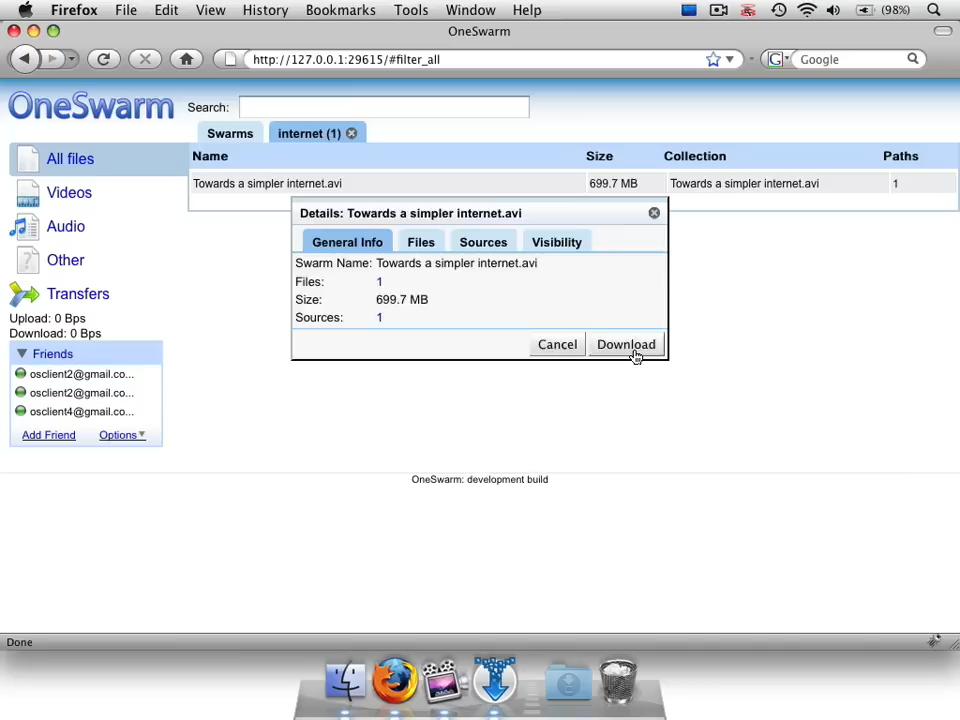 Firefox File Edit View History Bookmarks Tools Window Help (98%)
OneSwarm
http://127.0.0.1:29615/#filter_all
G Google
OneSwarm
Search:
Swarms internet (1)
All files
Videos
Audio
Other
Transfers
Upload: 0 Bps
Download: 0 Bps
Friends
osclient2@gmail.co...
osclient2@gmail.co...
osclient4@gmail.co...
Add Friend Options
Name Size Collection Paths
Towards a simpler internet.avi 699.7 MB Towards a simpler internet.avi 1
Details: Towards a simpler internet.avi
General Info Files Sources Visibility
Swarm Name: Towards a simpler internet.avi
Files: 1
Size: 699.7 MB
Sources: 1
Cancel Download
OneSwarm: development build
Done